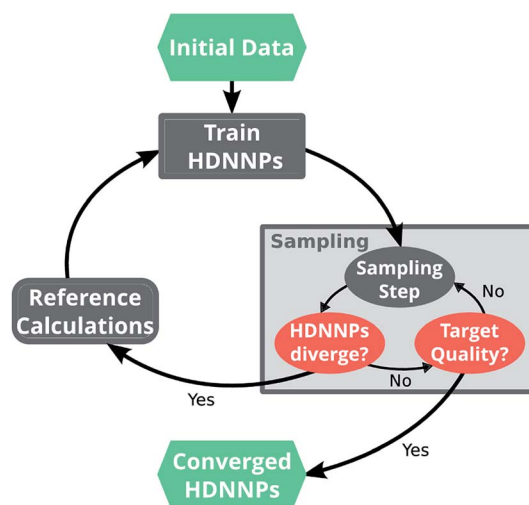 Initial Data
Train
HDNNPs
Sampling
Sampling
Step
No
Reference
Calculations
HDNNPs
diverge?
Target
Quality?
No
Yes
Yes
Converged
HDNNPs